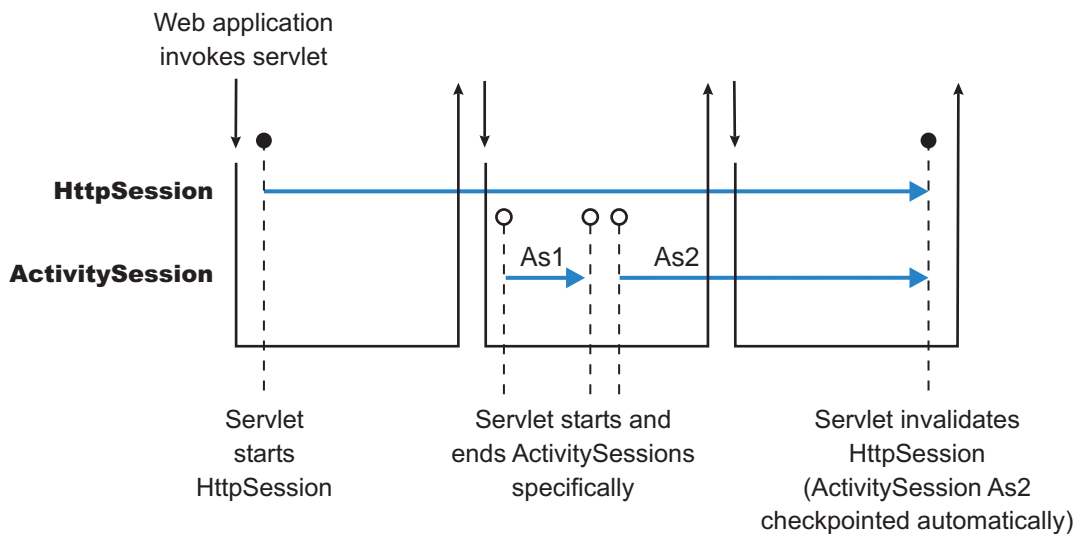 Web application
invokes servlet
HttpSession
ActivitySession
As1
As2
Servlet
starts
HttpSession
Servlet starts and
ends ActivitySessions
specifically
Servlet invalidates
HttpSession
(ActivitySession As2
checkpointed automatically)